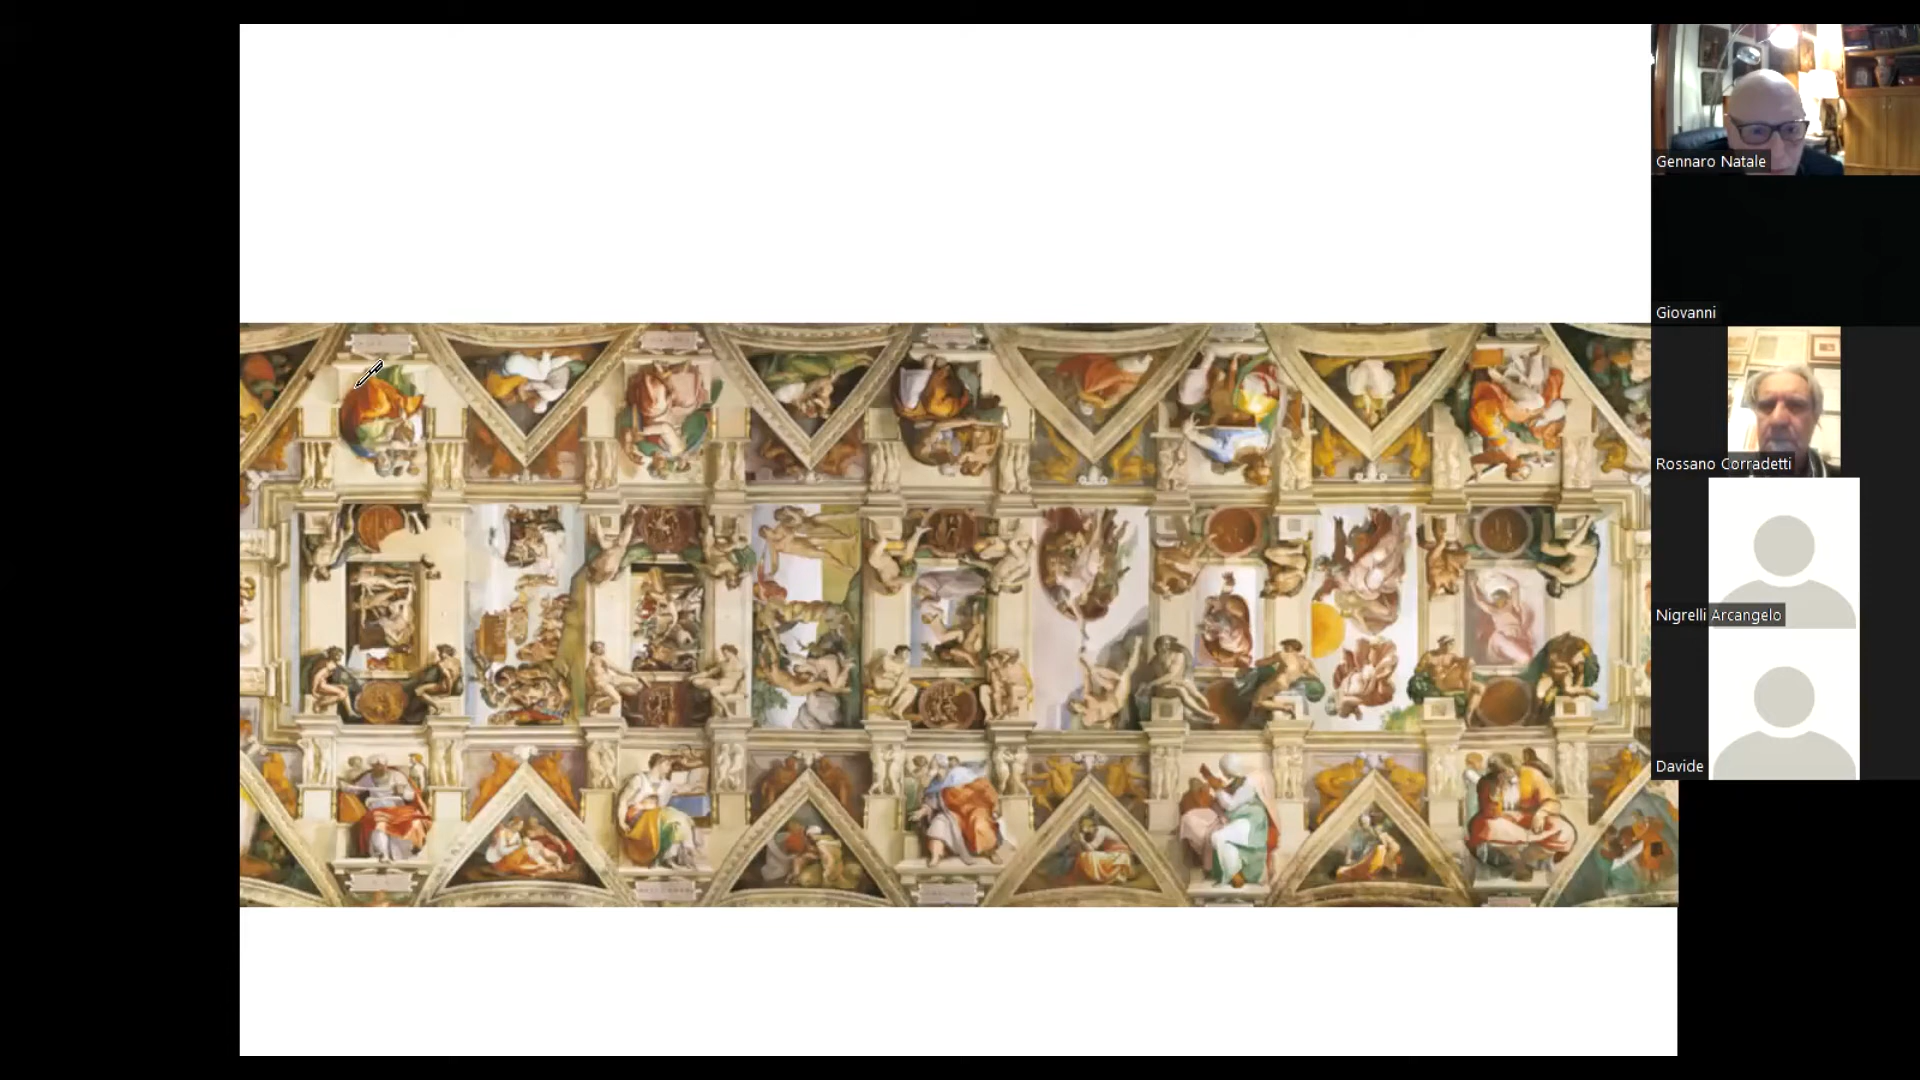 Gennaro Natale
Giovanni
Rossano Corradetti
Nigrelli Arcangelo
Davide